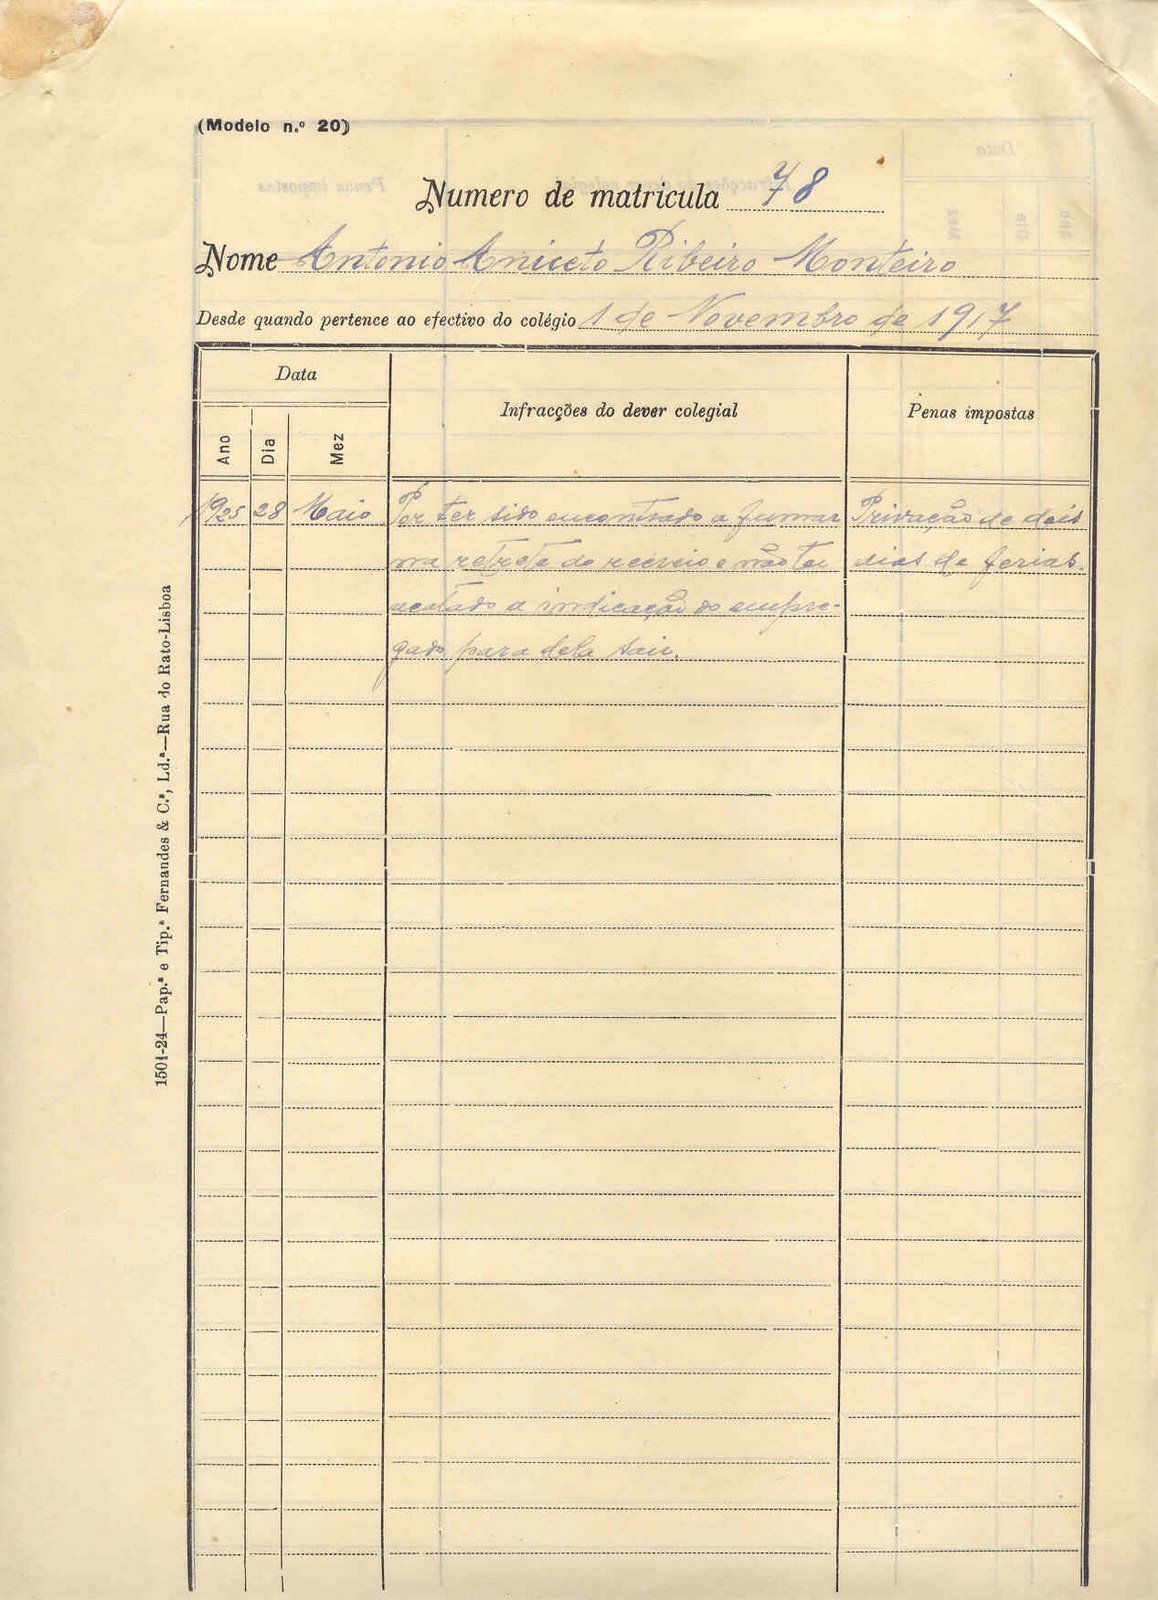 (Modelo n.º 20)
Numero de matricula 78
Nome Antonio Aniceto Ribeiro Monteiro
Desde quando pertence ao efectivo do colégio 1 de Novembro de 1917
Data
Infracções do dever colegial
Penas impostas
Ano
Dia
Mez
1925 28 Maio Por ter sido encontrado a fumar Privação de dois
na retrete do recreio e não ter dias de ferias.
acatado a indicação do empre-
gado para dela sair.
1501-24—Pap.ª e Tip.ª Fernandes & C.ª, Ld.ª—Rua do Rato-Lisboa